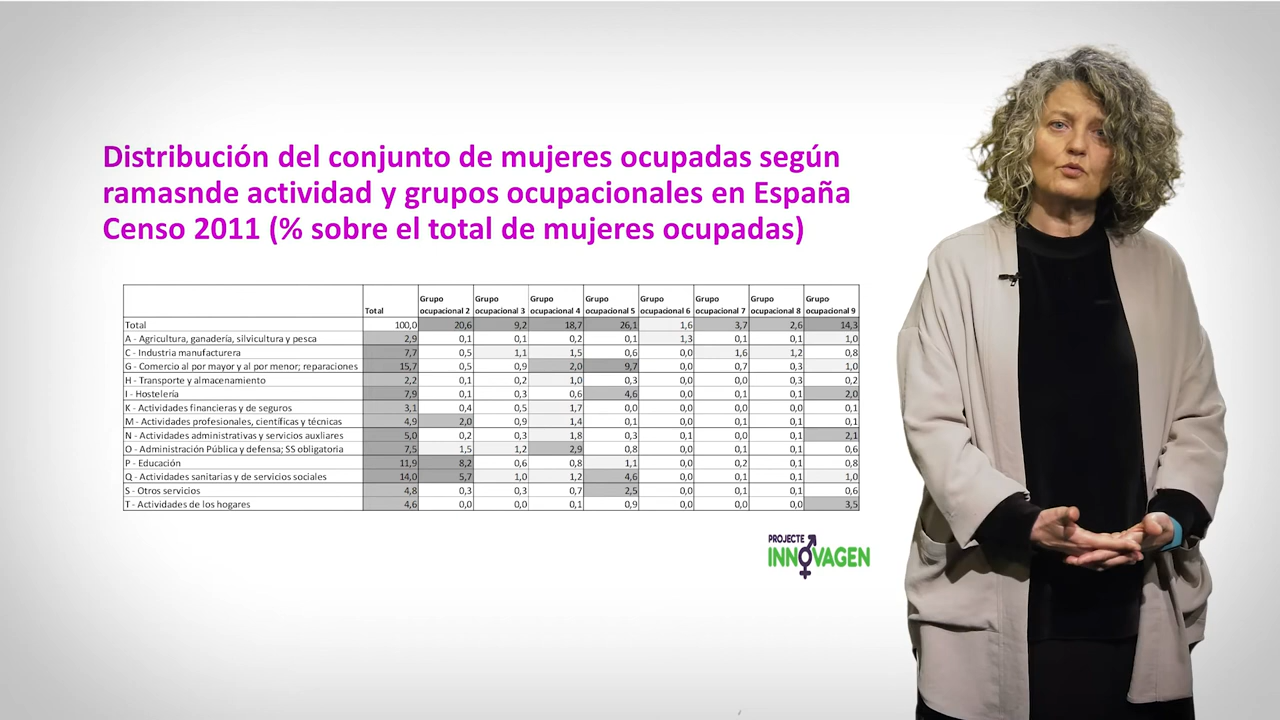 Distribución del conjunto de mujeres ocupadas según
ramasnde actividad y grupos ocupacionales en España
Censo 2011 (% sobre el total de mujeres ocupadas)
Total Grupo ocupacional 2 Grupo ocupacional 3 Grupo ocupacional 4 Grupo ocupacional 5 Grupo ocupacional 6 Grupo ocupacional 7 Grupo ocupacional 8 Grupo ocupacional 9
Total 100,0 20,6 9,2 18,7 26,1 1,6 3,7 2,6 14,3
A - Agricultura, ganadería, silvicultura y pesca 2,9 0,1 0,1 0,2 0,1 1,3 0,1 0,1 1,0
C - Industria manufacturera 7,7 0,5 1,1 1,5 0,6 0,0 1,6 1,2 0,8
G - Comercio al por mayor y al por menor; reparaciones 15,7 0,5 0,9 2,0 9,7 0,0 0,7 0,3 1,0
H - Transporte y almacenamiento 2,2 0,1 0,2 1,0 0,3 0,0 0,1 0,3 0,2
I - Hostelería 7,9 0,1 0,3 0,6 4,6 0,0 0,1 0,1 2,0
K - Actividades financieras y de seguros 3,1 0,4 0,5 1,7 0,0 0,0 0,0 0,0 0,1
M - Actividades profesionales, científicas y técnicas 4,9 2,0 0,9 1,4 0,1 0,0 0,1 0,1 0,1
N - Actividades administrativas y servicios auxliares 5,0 0,2 0,3 1,8 0,3 0,1 0,0 0,1 2,1
O - Administración Pública y defensa; SS obligatoria 7,5 1,5 1,2 2,9 0,8 0,0 0,1 0,1 0,6
P - Educación 11,9 8,2 0,6 0,8 1,1 0,0 0,2 0,1 0,8
Q - Actividades sanitarias y de servicios sociales 14,0 5,7 1,0 1,2 4,6 0,0 0,1 0,1 1,0
S - Otros servicios 4,8 0,3 0,3 0,7 2,5 0,0 0,1 0,1 0,6
T - Actividades de los hogares 4,6 0,0 0,0 0,1 0,9 0,0 0,0 0,0 3,5
PROJECTE
INNOVAGEN